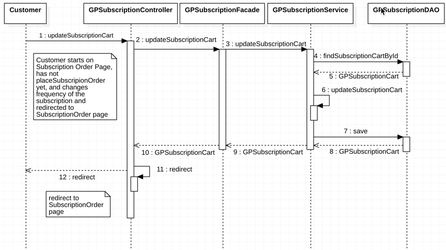 Customer
GPSubscriptionController
GPSubscriptionFacade
GPSubscriptionService
GPSubscriptionDAO
1 : updateSubscriptionCart
2 : updateSubscriptionCart
3 : updateSubscriptionCart
4 : findSubscriptionCartById
5 : GPSubscriptionCart
6 : updateSubscriptionCart
7 : save
8 : GPSubscriptionCart
9 : GPSubscriptionCart
10 : GPSubscriptionCart
11 : redirect
12 : redirect
Customer starts on
Subscription Order Page,
has not
placeSubscriptionOrder
yet, and changes
frequency of the
subscription and
redirected to
SubscriptionOrder page
redirect to
SubscriptionOrder
page